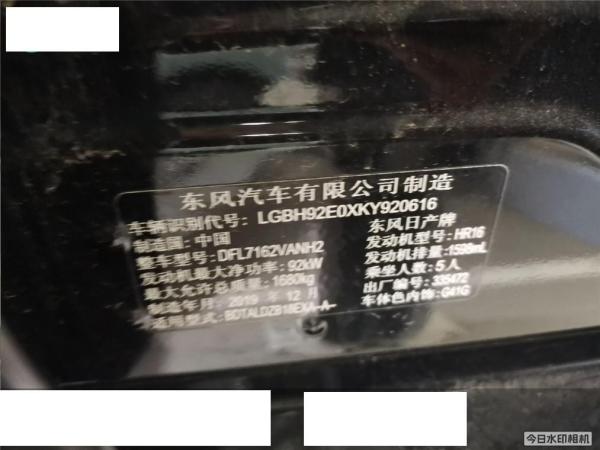 东风汽车有限公司制造
车辆识别代号: LGBH92E0XKY920616
制造国: 中国 东风日产牌
整车型号: DFL7162VANH2 发动机型号: HR16
发动机最大净功率: 92kW 发动机排量: 1598mL
最大允许总质量: 1680kg 乘坐人数: 5人
制造年月: 2019 年 12 月 出厂编号: 335472
车体色内饰: G41G
今日水印相机